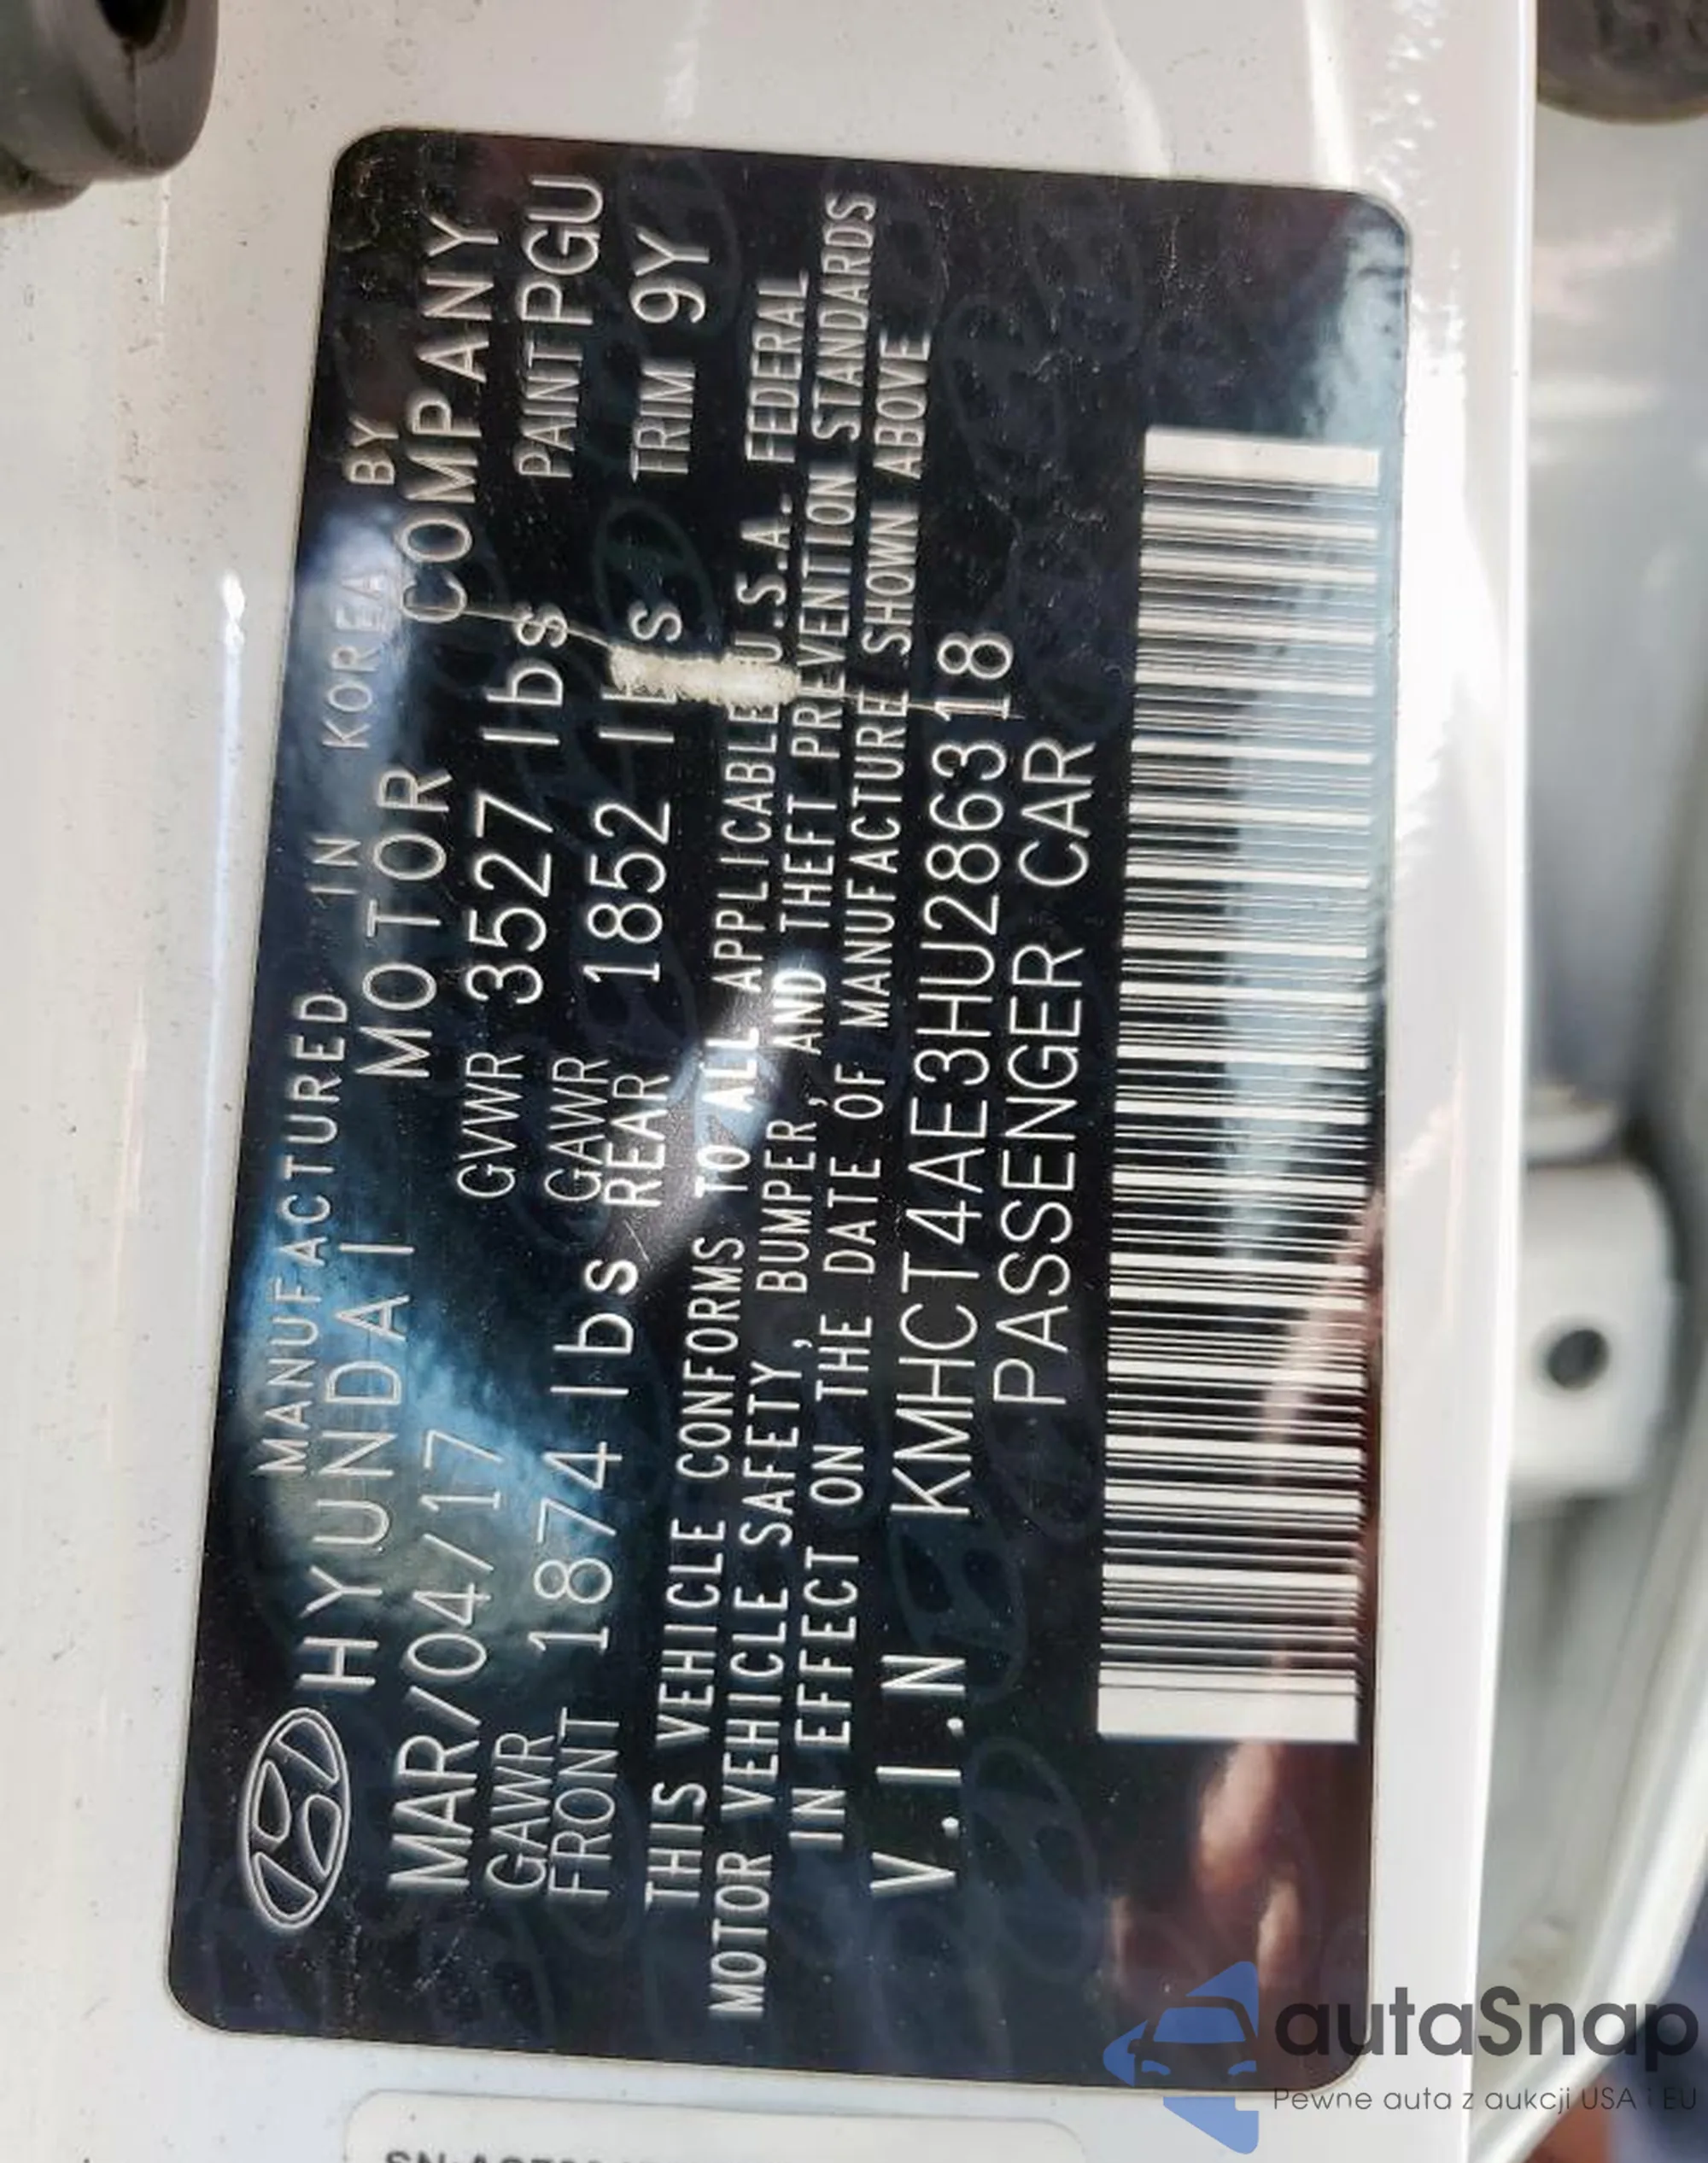 MANUFACTURED IN KOREA BY
HYUNDAI MOTOR COMPANY
MAR/04/17 GVWR 3527 lbs PAINT PGU
GAWR FRONT 1874 lbs GAWR REAR 1852 lbs TRIM 9Y
THIS VEHICLE CONFORMS TO ALL APPLICABLE U.S.A. FEDERAL
MOTOR VEHICLE SAFETY, BUMPER, AND THEFT PREVENTION STANDARDS
IN EFFECT ON THE DATE OF MANUFACTURE SHOWN ABOVE
V.I.N KMHCT4AE3HU286318
PASSENGER CAR
autaSnap
Pewne auta z aukcji USA i EU